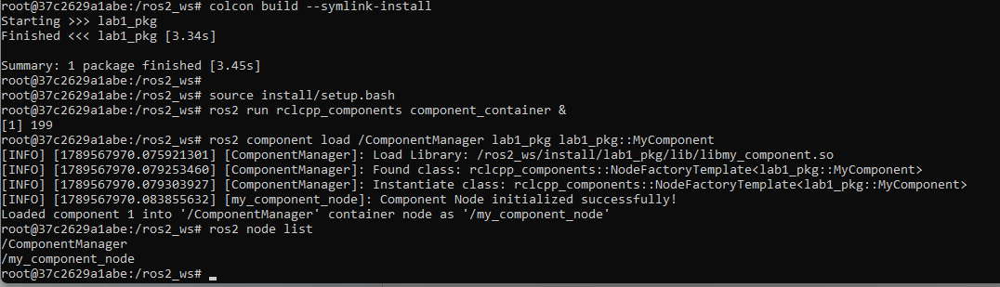 root@37c2629a1abe:/ros2_ws# colcon build --symlink-install
Starting >>> lab1_pkg
Finished <<< lab1_pkg [3.34s]

Summary: 1 package finished [3.45s]
root@37c2629a1abe:/ros2_ws#
root@37c2629a1abe:/ros2_ws# source install/setup.bash
root@37c2629a1abe:/ros2_ws# ros2 run rclcpp_components component_container &
[1] 199
root@37c2629a1abe:/ros2_ws# ros2 component load /ComponentManager lab1_pkg lab1_pkg::MyComponent
[INFO] [1789567970.075921301] [ComponentManager]: Load Library: /ros2_ws/install/lab1_pkg/lib/libmy_component.so
[INFO] [1789567970.079253460] [ComponentManager]: Found class: rclcpp_components::NodeFactoryTemplate<lab1_pkg::MyComponent>
[INFO] [1789567970.079303927] [ComponentManager]: Instantiate class: rclcpp_components::NodeFactoryTemplate<lab1_pkg::MyComponent>
[INFO] [1789567970.083855632] [my_component_node]: Component Node initialized successfully!
Loaded component 1 into '/ComponentManager' container node as '/my_component_node'
root@37c2629a1abe:/ros2_ws# ros2 node list
/ComponentManager
/my_component_node
root@37c2629a1abe:/ros2_ws#